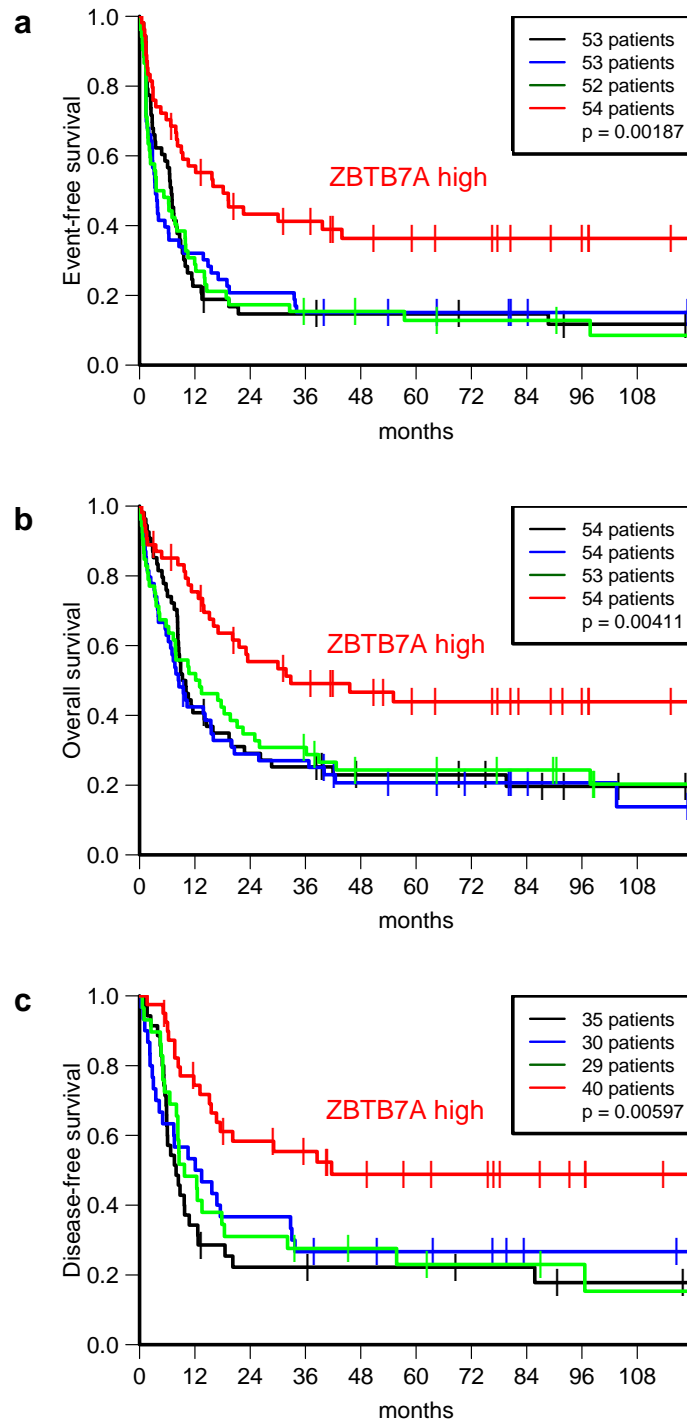 a
Event-free survival
1.0
0.8
0.6
0.4
0.2
0.0
53 patients
53 patients
52 patients
54 patients
p = 0.00187
ZBTB7A high
0 12 24 36 48 60 72 84 96 108
months
b
Overall survival
1.0
0.8
0.6
0.4
0.2
0.0
54 patients
54 patients
53 patients
54 patients
p = 0.00411
ZBTB7A high
0 12 24 36 48 60 72 84 96 108
months
c
Disease-free survival
1.0
0.8
0.6
0.4
0.2
0.0
35 patients
30 patients
29 patients
40 patients
p = 0.00597
ZBTB7A high
0 12 24 36 48 60 72 84 96 108
months